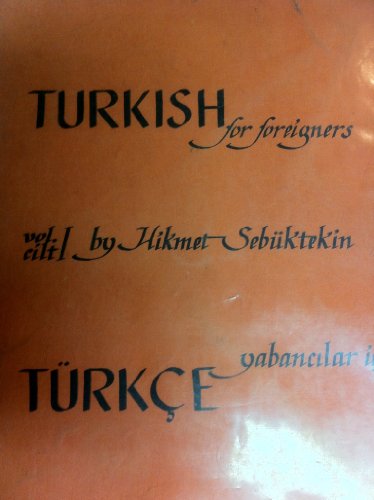 TURKISH for foreigners
vol.
cilt I by Hikmet Sebüktekin
yabancılar
TÜRKÇE